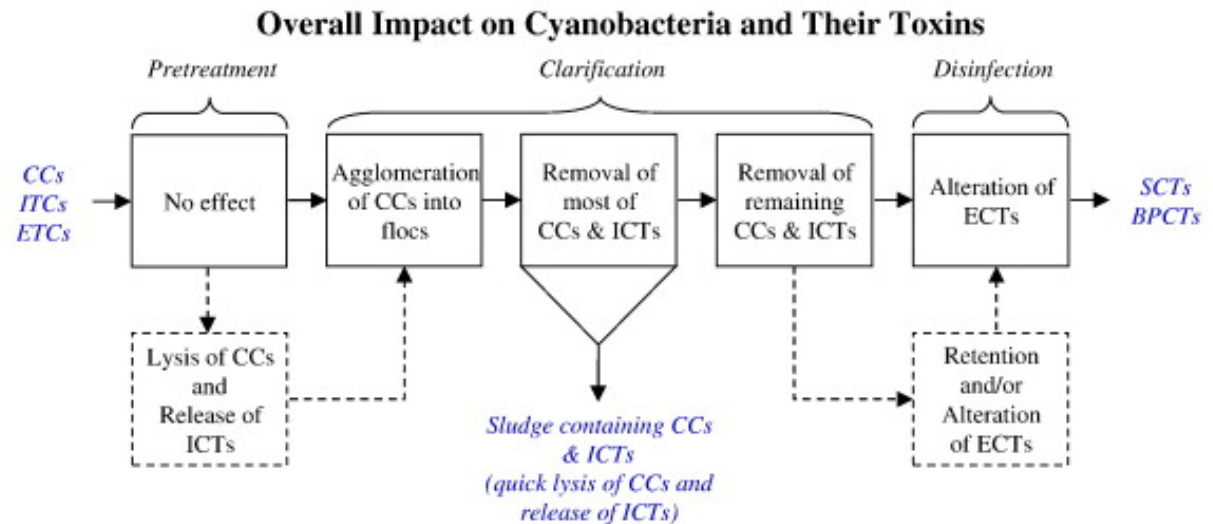 Overall Impact on Cyanobacteria and Their Toxins
Pretreatment
Clarification
Disinfection
CCs
ITCs
ETCs
No effect
Agglomeration
of CCs into
flocs
Removal of
most of
CCs & ICTs
Removal of
remaining
CCs & ICTs
Alteration of
ECTs
SCTs
BPCTs
Lysis of CCs
and
Release of
ICTs
Sludge containing CCs
& ICTs
(quick lysis of CCs and
release of ICTs)
Retention
and/or
Alteration
of ECTs